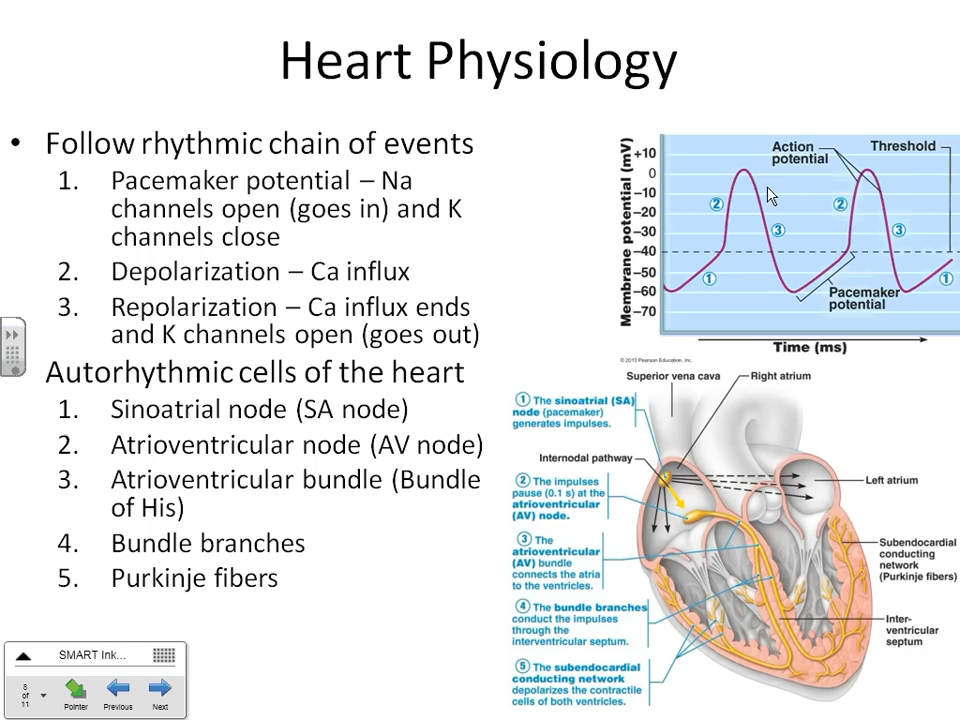 Heart Physiology
• Follow rhythmic chain of events
1. Pacemaker potential – Na
channels open (goes in) and K
channels close
2. Depolarization – Ca influx
3. Repolarization – Ca influx ends
and K channels open (goes out)
Autorhythmic cells of the heart
1. Sinoatrial node (SA node)
2. Atrioventricular node (AV node)
3. Atrioventricular bundle (Bundle
of His)
4. Bundle branches
5. Purkinje fibers
Membrane potential (mV)
+10
0
–10
–20
–30
–40
–50
–60
–70
Action
potential
Threshold
2
2
3
3
1
1
Pacemaker
potential
Time (ms)
© 2013 Pearson Education, Inc.
Superior vena cava
Right atrium
1 The sinoatrial (SA)
node (pacemaker)
generates impulses.
Internodal pathway
2 The impulses
pause (0.1 s) at the
atrioventricular
(AV) node.
3 The
atrioventricular
(AV) bundle
connects the atria
to the ventricles.
4 The bundle branches
conduct the impulses
through the
interventricular septum.
5 The subendocardial
conducting network
depolarizes the contractile
cells of both ventricles.
Left atrium
Subendocardial
conducting
network
(Purkinje fibers)
Inter-
ventricular
septum
SMART Ink...
8
of
11
Pointer
Previous
Next